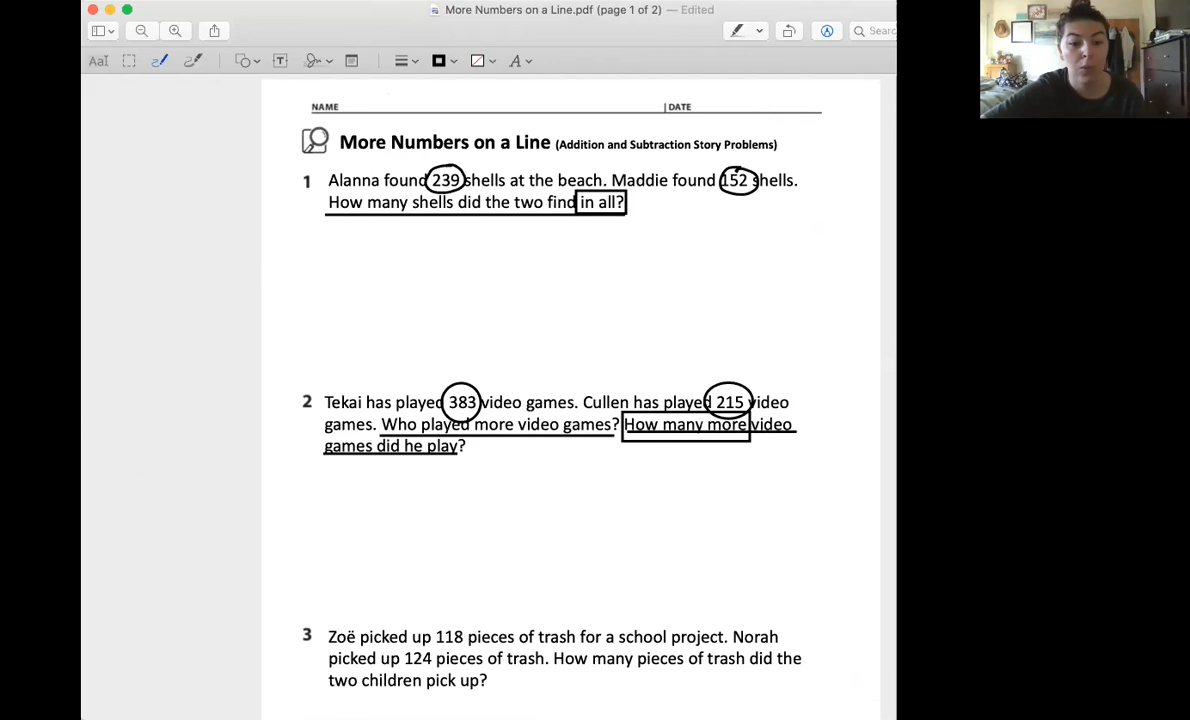 More Numbers on a Line.pdf (page 1 of 2) — Edited
AaI
T
A
Searc
NAME | DATE
More Numbers on a Line (Addition and Subtraction Story Problems)
1 Alanna found 239 shells at the beach. Maddie found 152 shells.
How many shells did the two find in all?
2 Tekai has played 383 video games. Cullen has played 215 video
games. Who played more video games? How many more video
games did he play?
3 Zoë picked up 118 pieces of trash for a school project. Norah
picked up 124 pieces of trash. How many pieces of trash did the
two children pick up?